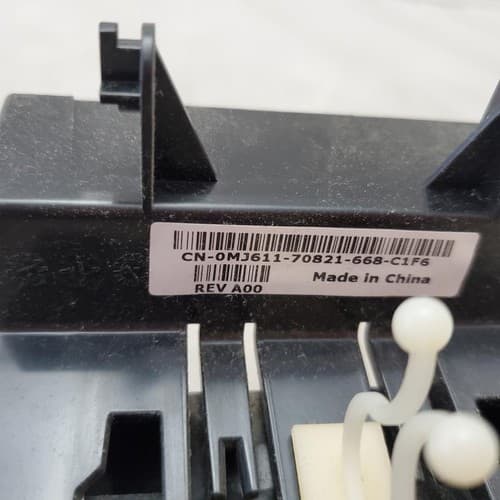 CN-0MJ611-70821-668-C1F6
REV A00
Made in China